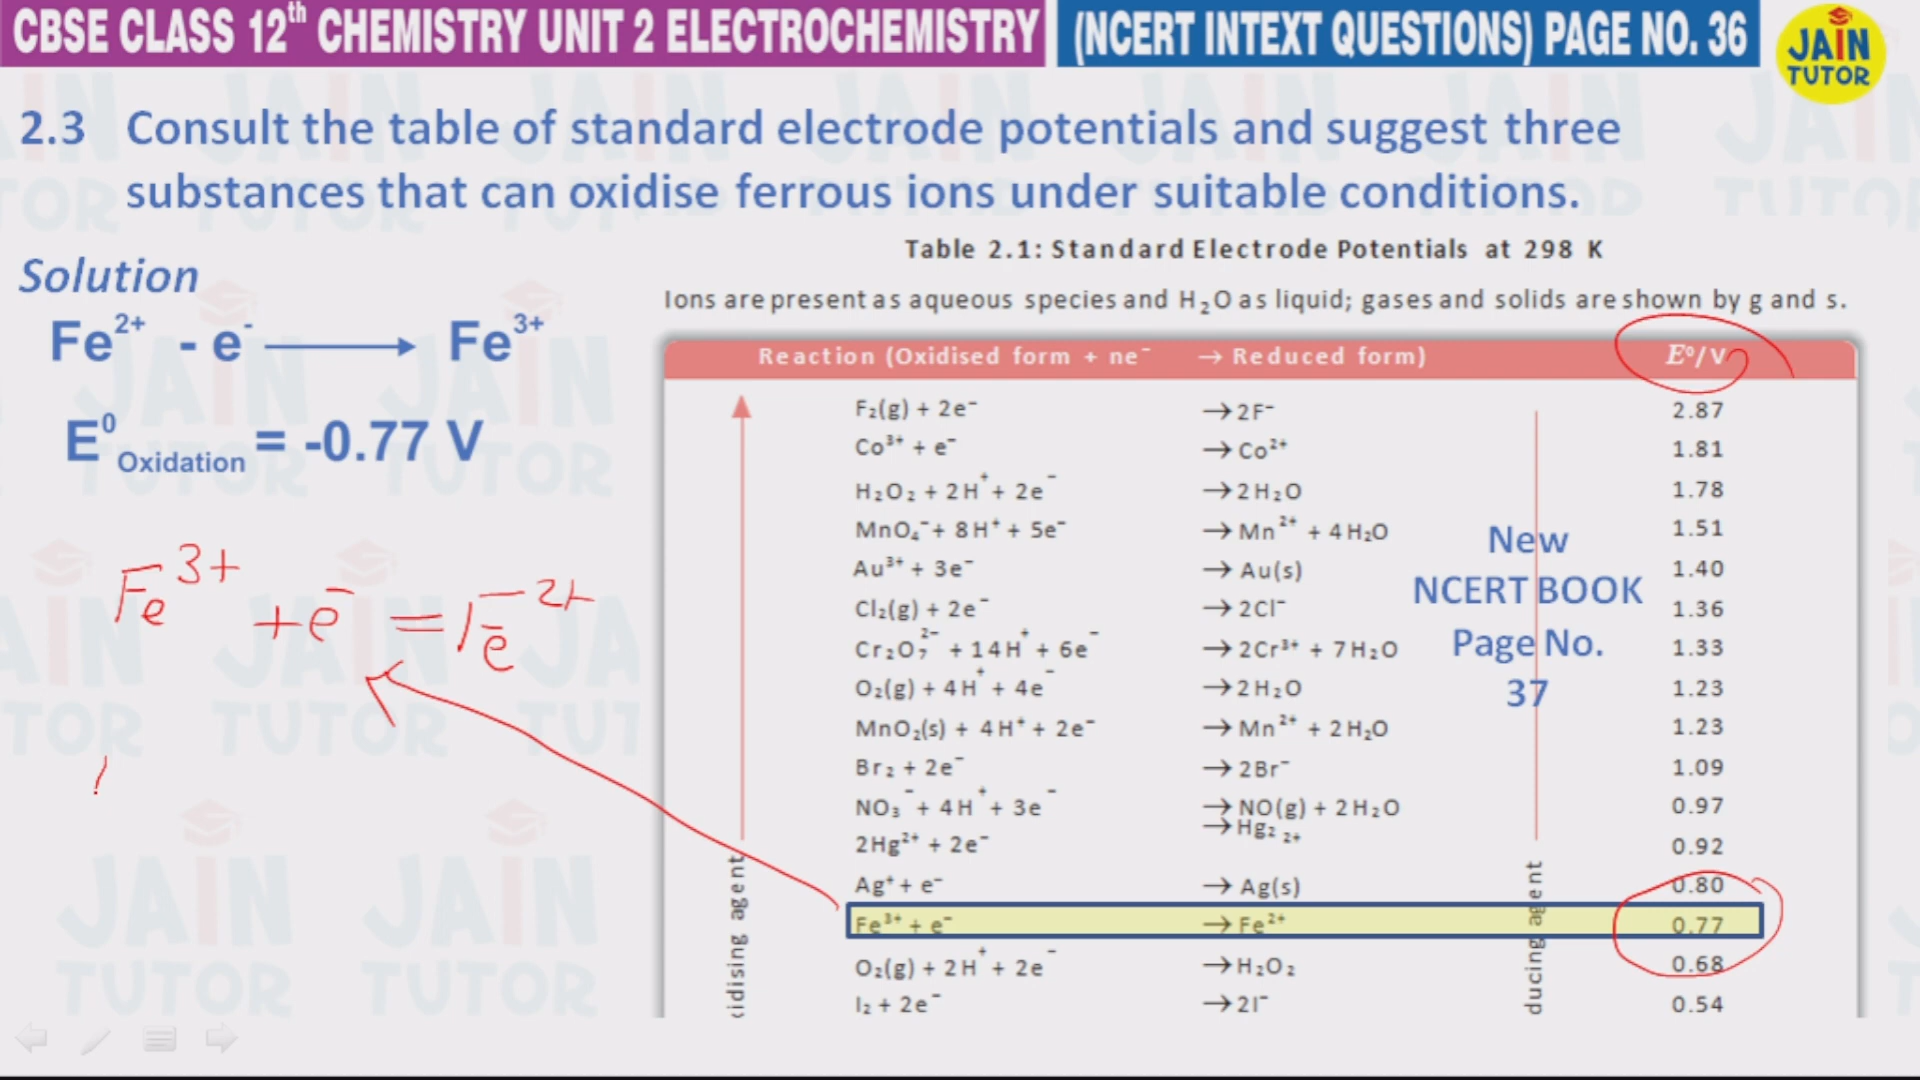 CBSE CLASS 12th CHEMISTRY UNIT 2 ELECTROCHEMISTRY (NCERT INTEXT QUESTIONS) PAGE NO. 36
JAIN
TUTOR
2.3 Consult the table of standard electrode potentials and suggest three
substances that can oxidise ferrous ions under suitable conditions.
Solution
Fe²⁺ - e⁻ → Fe³⁺
E⁰ Oxidation = -0.77 V
Fe³⁺ + e⁻ = Fe²⁺
Table 2.1: Standard Electrode Potentials at 298 K
Ions are present as aqueous species and H₂O as liquid; gases and solids are shown by g and s.
Reaction (Oxidised form + ne⁻ → Reduced form) E⁰/V
F₂(g) + 2e⁻ → 2F⁻ 2.87
Co³⁺ + e⁻ → Co²⁺ 1.81
H₂O₂ + 2H⁺ + 2e⁻ → 2H₂O 1.78
MnO₄⁻ + 8H⁺ + 5e⁻ → Mn²⁺ + 4H₂O 1.51
Au³⁺ + 3e⁻ → Au(s) 1.40
Cl₂(g) + 2e⁻ → 2Cl⁻ 1.36
Cr₂O₇²⁻ + 14H⁺ + 6e⁻ → 2Cr³⁺ + 7H₂O 1.33
O₂(g) + 4H⁺ + 4e⁻ → 2H₂O 1.23
MnO₂(s) + 4H⁺ + 2e⁻ → Mn²⁺ + 2H₂O 1.23
Br₂ + 2e⁻ → 2Br⁻ 1.09
NO₃⁻ + 4H⁺ + 3e⁻ → NO(g) + 2H₂O 0.97
2Hg²⁺ + 2e⁻ → Hg₂²⁺ 0.92
Ag⁺ + e⁻ → Ag(s) 0.80
Fe³⁺ + e⁻ → Fe²⁺ 0.77
O₂(g) + 2H⁺ + 2e⁻ → H₂O₂ 0.68
I₂ + 2e⁻ → 2I⁻ 0.54
New
NCERT BOOK
Page No.
37
idising agent
ducing agent